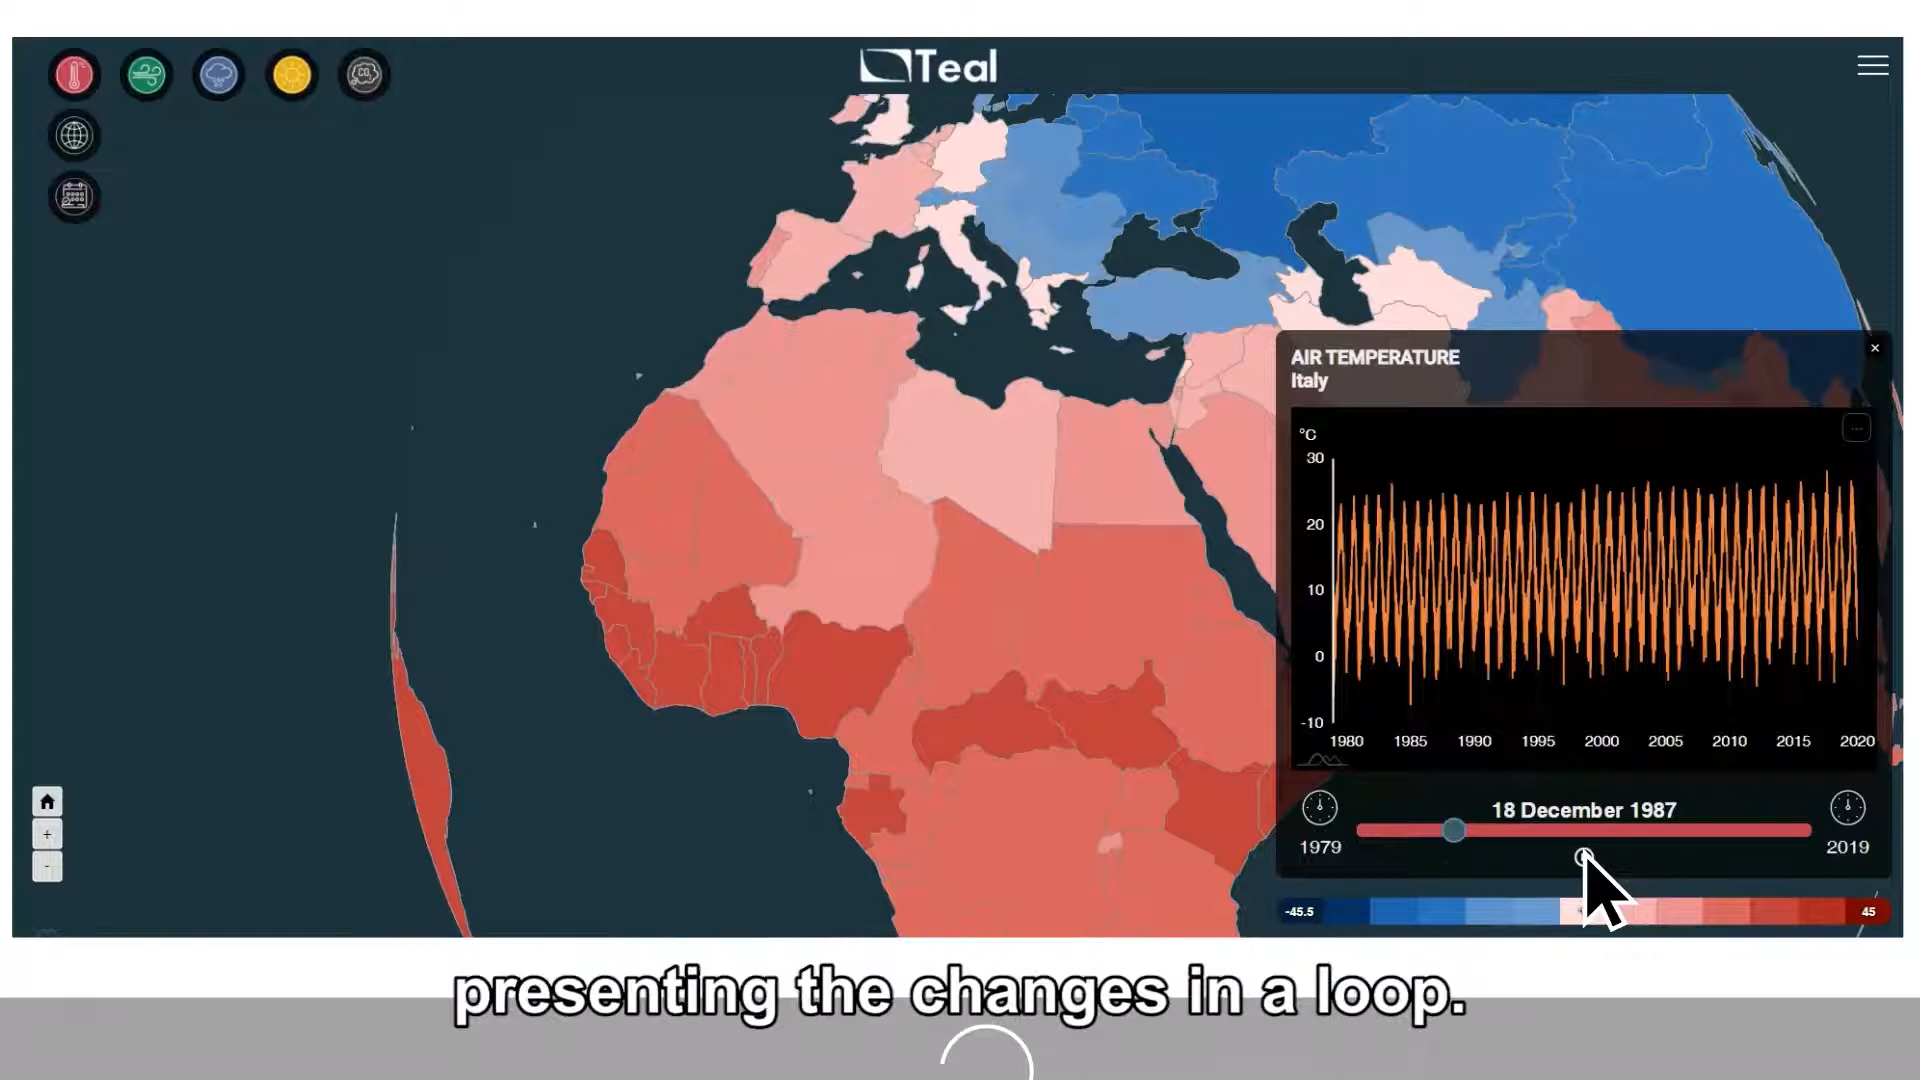 Teal
CO₂
AIR TEMPERATURE
Italy
°C
30
20
10
0
-10
1980 1985 1990 1995 2000 2005 2010 2015 2020
18 December 1987
1979
2019
+
-
-45.5
45
presenting the changes in a loop.